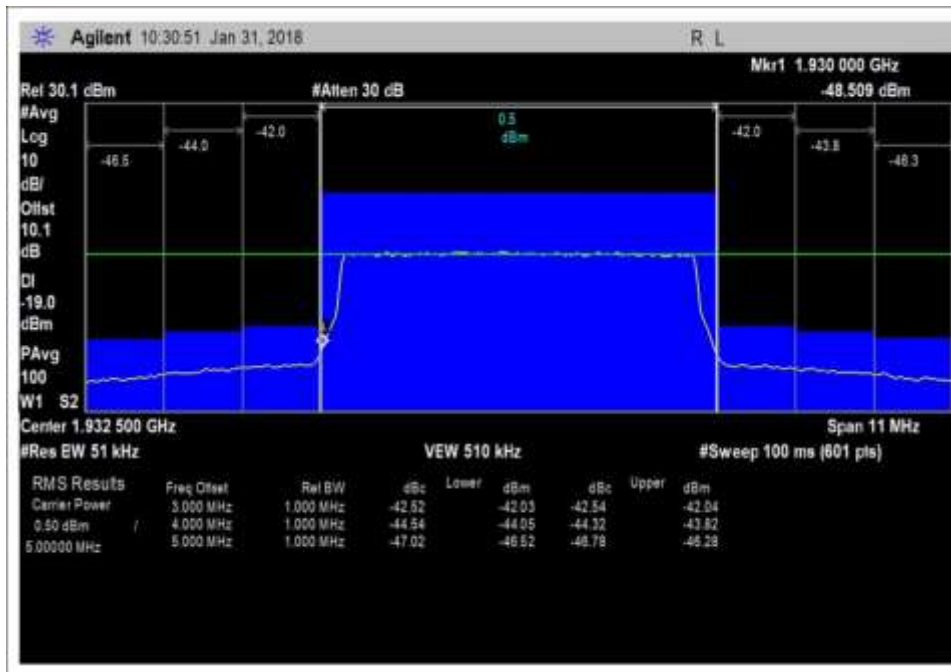 Agilent 10:30:51 Jan 31, 2018 R L
Mkr1 1.930 000 GHz
Ref 30.1 dBm #Atten 30 dB -48.509 dBm
#Avg
Log
10
dB/
Offst
10.1
dB
DI
-19.0
dBm
PAvg
100
W1 S2
-46.5 -44.0 -42.0 0.5 dBm -42.0 -43.8 -46.3
Center 1.932 500 GHz Span 11 MHz
#Res BW 51 kHz VBW 510 kHz #Sweep 100 ms (601 pts)
RMS Results Freq Offset Ref BW dBc Lower dBm dBc Upper dBm
Carrier Power 3.000 MHz 1.000 MHz -42.52 -42.03 -42.54 -42.04
0.50 dBm / 4.000 MHz 1.000 MHz -44.54 -44.05 -44.32 -43.82
5.00000 MHz 5.000 MHz 1.000 MHz -47.02 -46.52 -46.78 -46.28